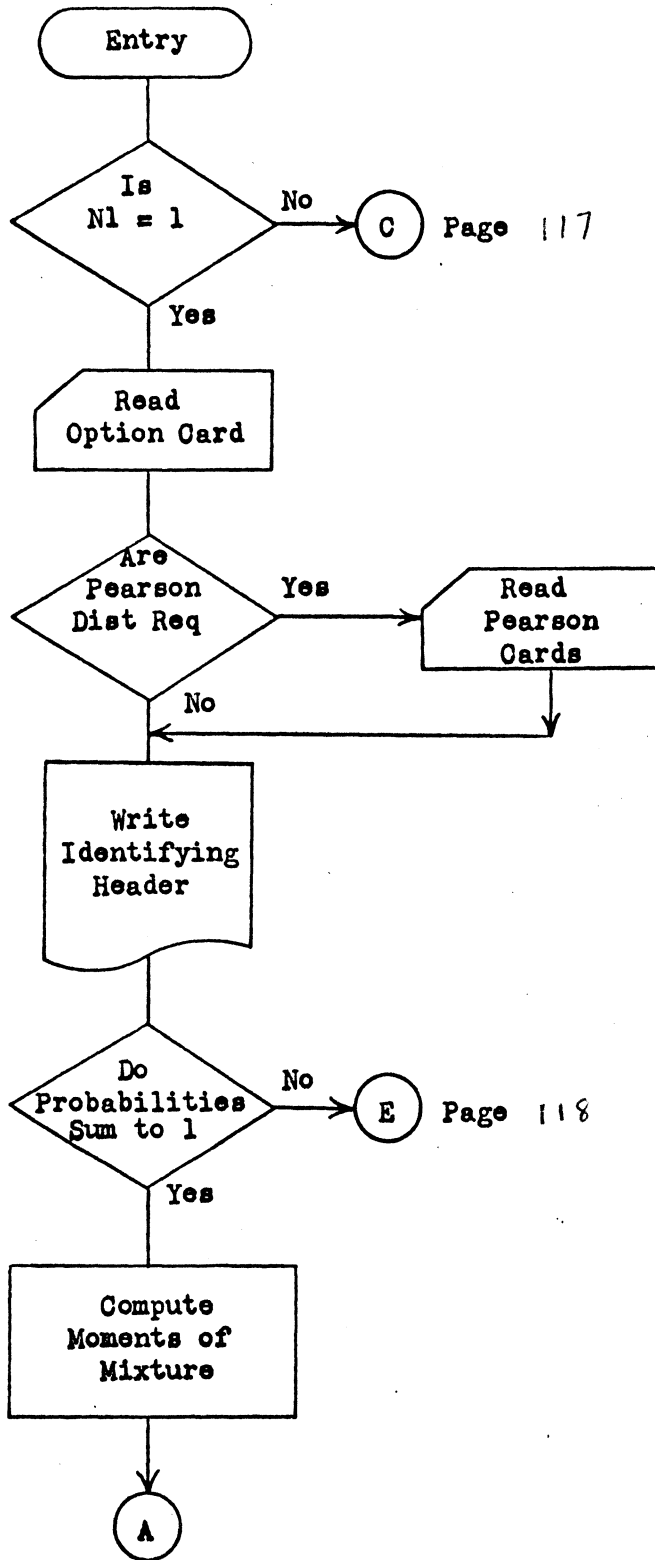 Entry
Is
N1 = 1
No
C
Page 117
Yes
Read
Option Card
Are
Pearson
Dist Req
Yes
Read
Pearson
Cards
No
Write
Identifying
Header
Do
Probabilities
Sum to 1
No
E
Page 118
Yes
Compute
Moments of
Mixture
A